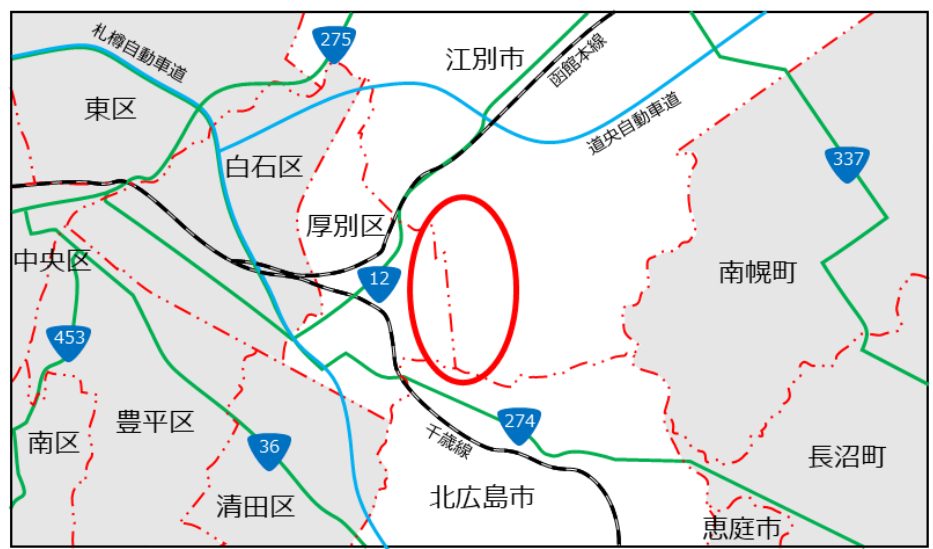 札樽自動車道
275
江別市
函館本線
東区
道央自動車道
白石区
337
厚別区
中央区
南幌町
12
453
274
豊平区
南区
36
千歳線
長沼町
清田区
北広島市
恵庭市